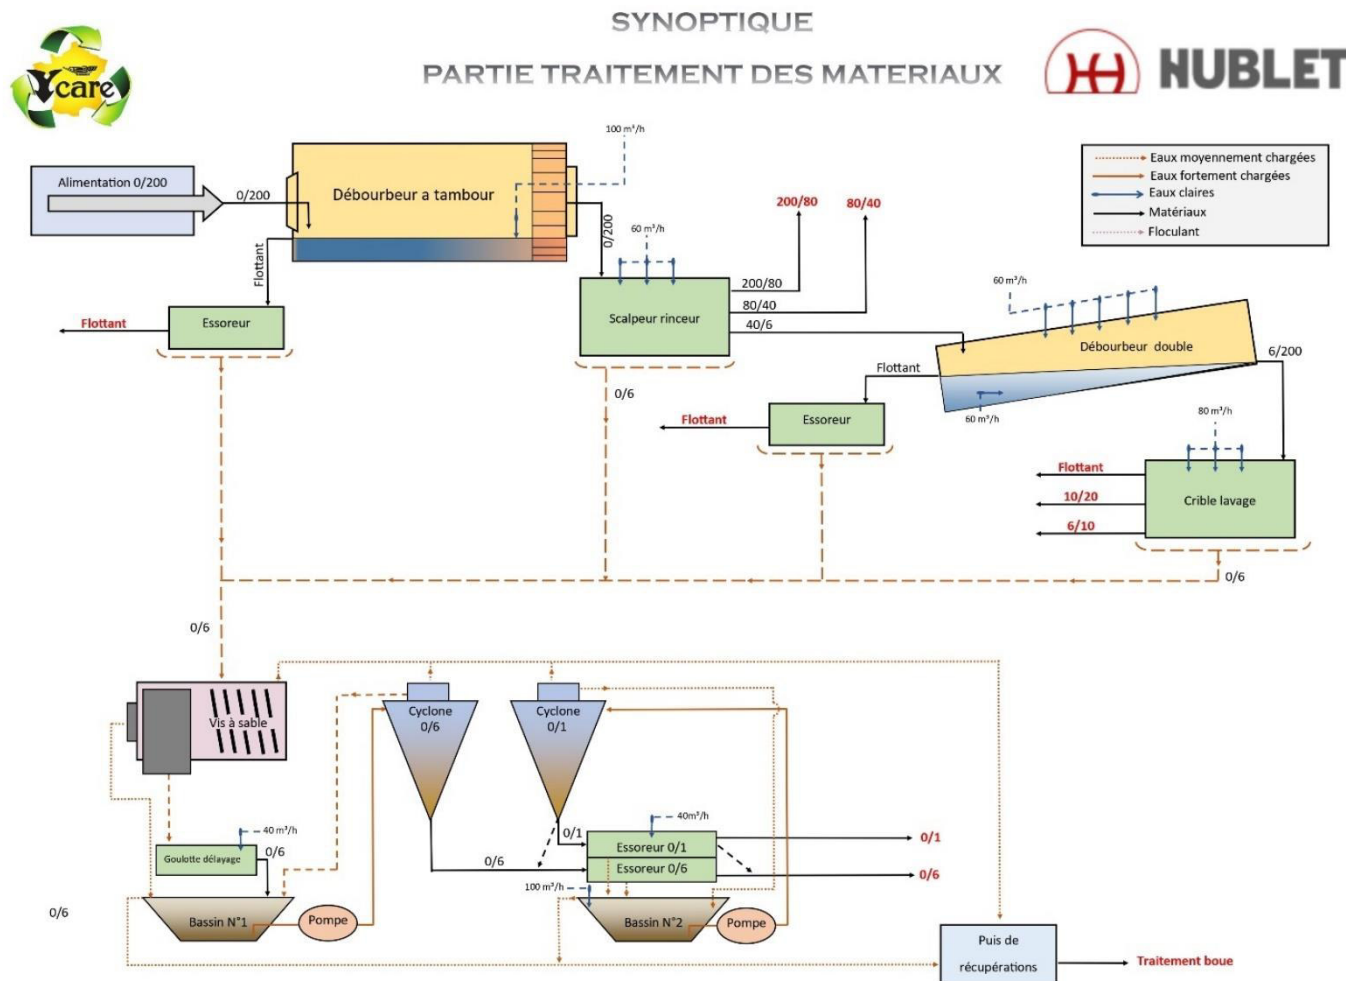 SYNOPTIQUE
PARTIE TRAITEMENT DES MATERIAUX
Ycare
HUBLET
100 m³/h
Eaux moyennement chargées
Eaux fortement chargées
Eaux claires
Matériaux
Floculant
Alimentation 0/200
0/200
Débourbeur a tambour
0/200
200/80
80/40
60 m³/h
Flottant
Essoreur
Flottant
Scalpeur rinceur
200/80
80/40
40/6
0/6
60 m³/h
Débourbeur double
6/200
Flottant
60 m³/h
Essoreur
Flottant
80 m³/h
Flottant
10/20
6/10
Crible lavage
0/6
0/6
Vis à sable
Cyclone
0/6
Cyclone
0/1
40 m³/h
0/6
Goulotte délayage
0/1
40m³/h
Essoreur 0/1
0/1
0/6
Essoreur 0/6
0/6
100 m³/h
0/6
Bassin N°1
Pompe
Bassin N°2
Pompe
Puis de
récupérations
Traitement boue